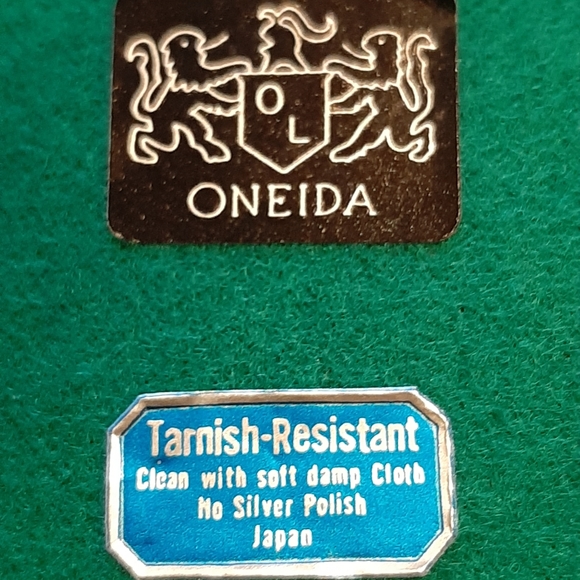 O
L
ONEIDA
Tarnish-Resistant
Clean with soft damp Cloth
No Silver Polish
Japan